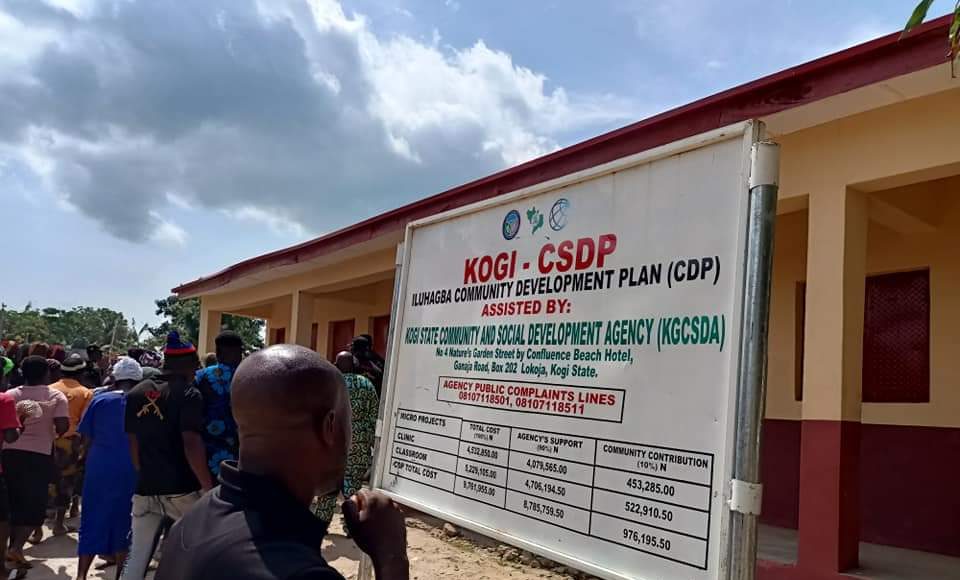 KOGI - CSDP
ILUHAGBA COMMUNITY DEVELOPMENT PLAN (CDP)
ASSISTED BY:
KOGI STATE COMMUNITY AND SOCIAL DEVELOPMENT AGENCY (KGCSDA)
No 4 Nature's Garden Street by Confluence Beach Hotel,
Ganaja Road, Box 202 Lokoja, Kogi State.
AGENCY PUBLIC COMPLAINTS LINES
08107118501, 08107118511
MICRO PROJECTS TOTAL COST (100%) N AGENCY'S SUPPORT (90%) N COMMUNITY CONTRIBUTION (10%) N
CLINIC 4,532,850.00 4,079,565.00 453,285.00
CLASSROOM 5,229,105.00 4,706,194.50 522,910.50
CSP TOTAL COST 9,761,955.00 8,785,759.50 976,195.50